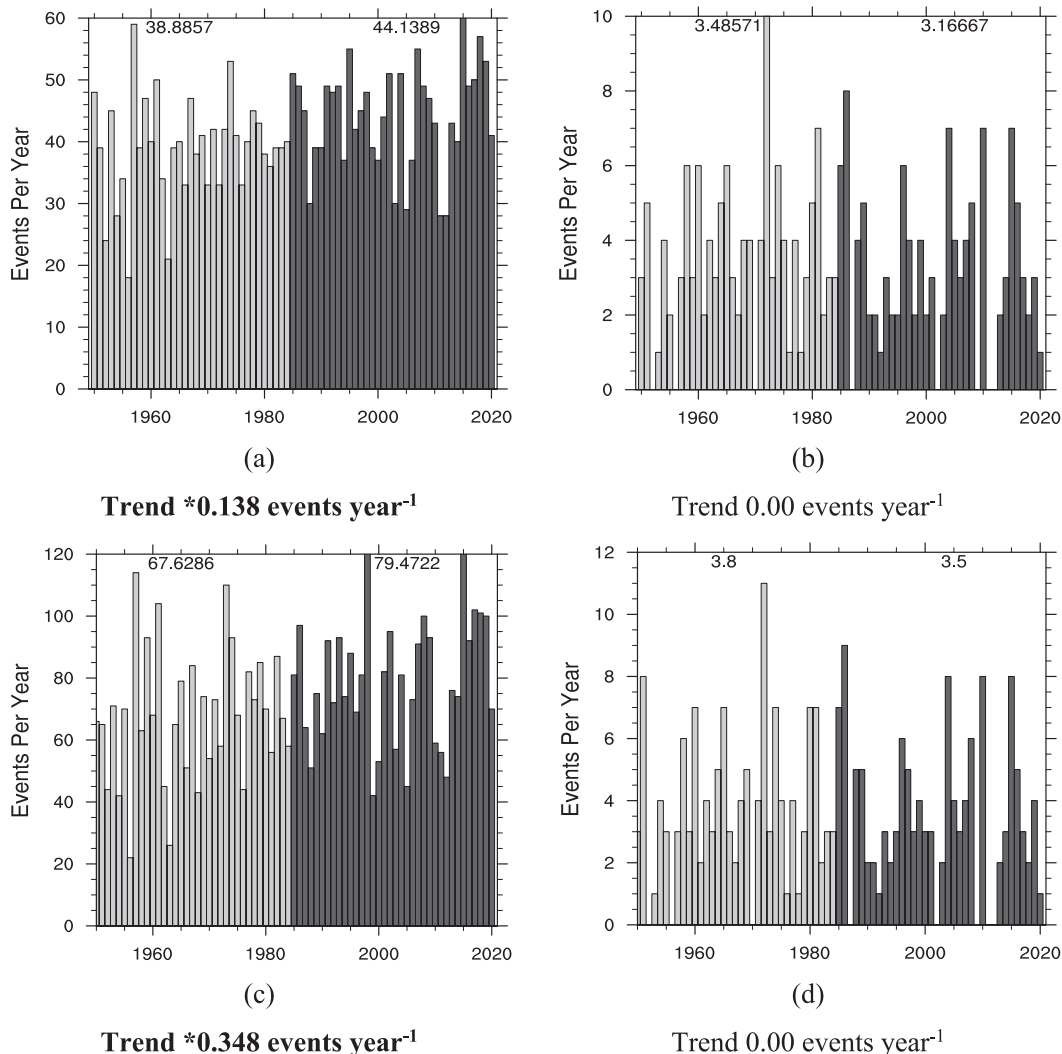 38.8857 44.1389
60
50
40
30
20
10
0
Events Per Year
1960 1980 2000 2020
(a)
Trend *0.138 events year⁻¹
3.48571 3.16667
10
8
6
4
2
0
Events Per Year
1960 1980 2000 2020
(b)
Trend 0.00 events year⁻¹
67.6286 79.4722
120
100
80
60
40
20
0
Events Per Year
1960 1980 2000 2020
(c)
Trend *0.348 events year⁻¹
3.8 3.5
12
10
8
6
4
2
0
Events Per Year
1960 1980 2000 2020
(d)
Trend 0.00 events year⁻¹